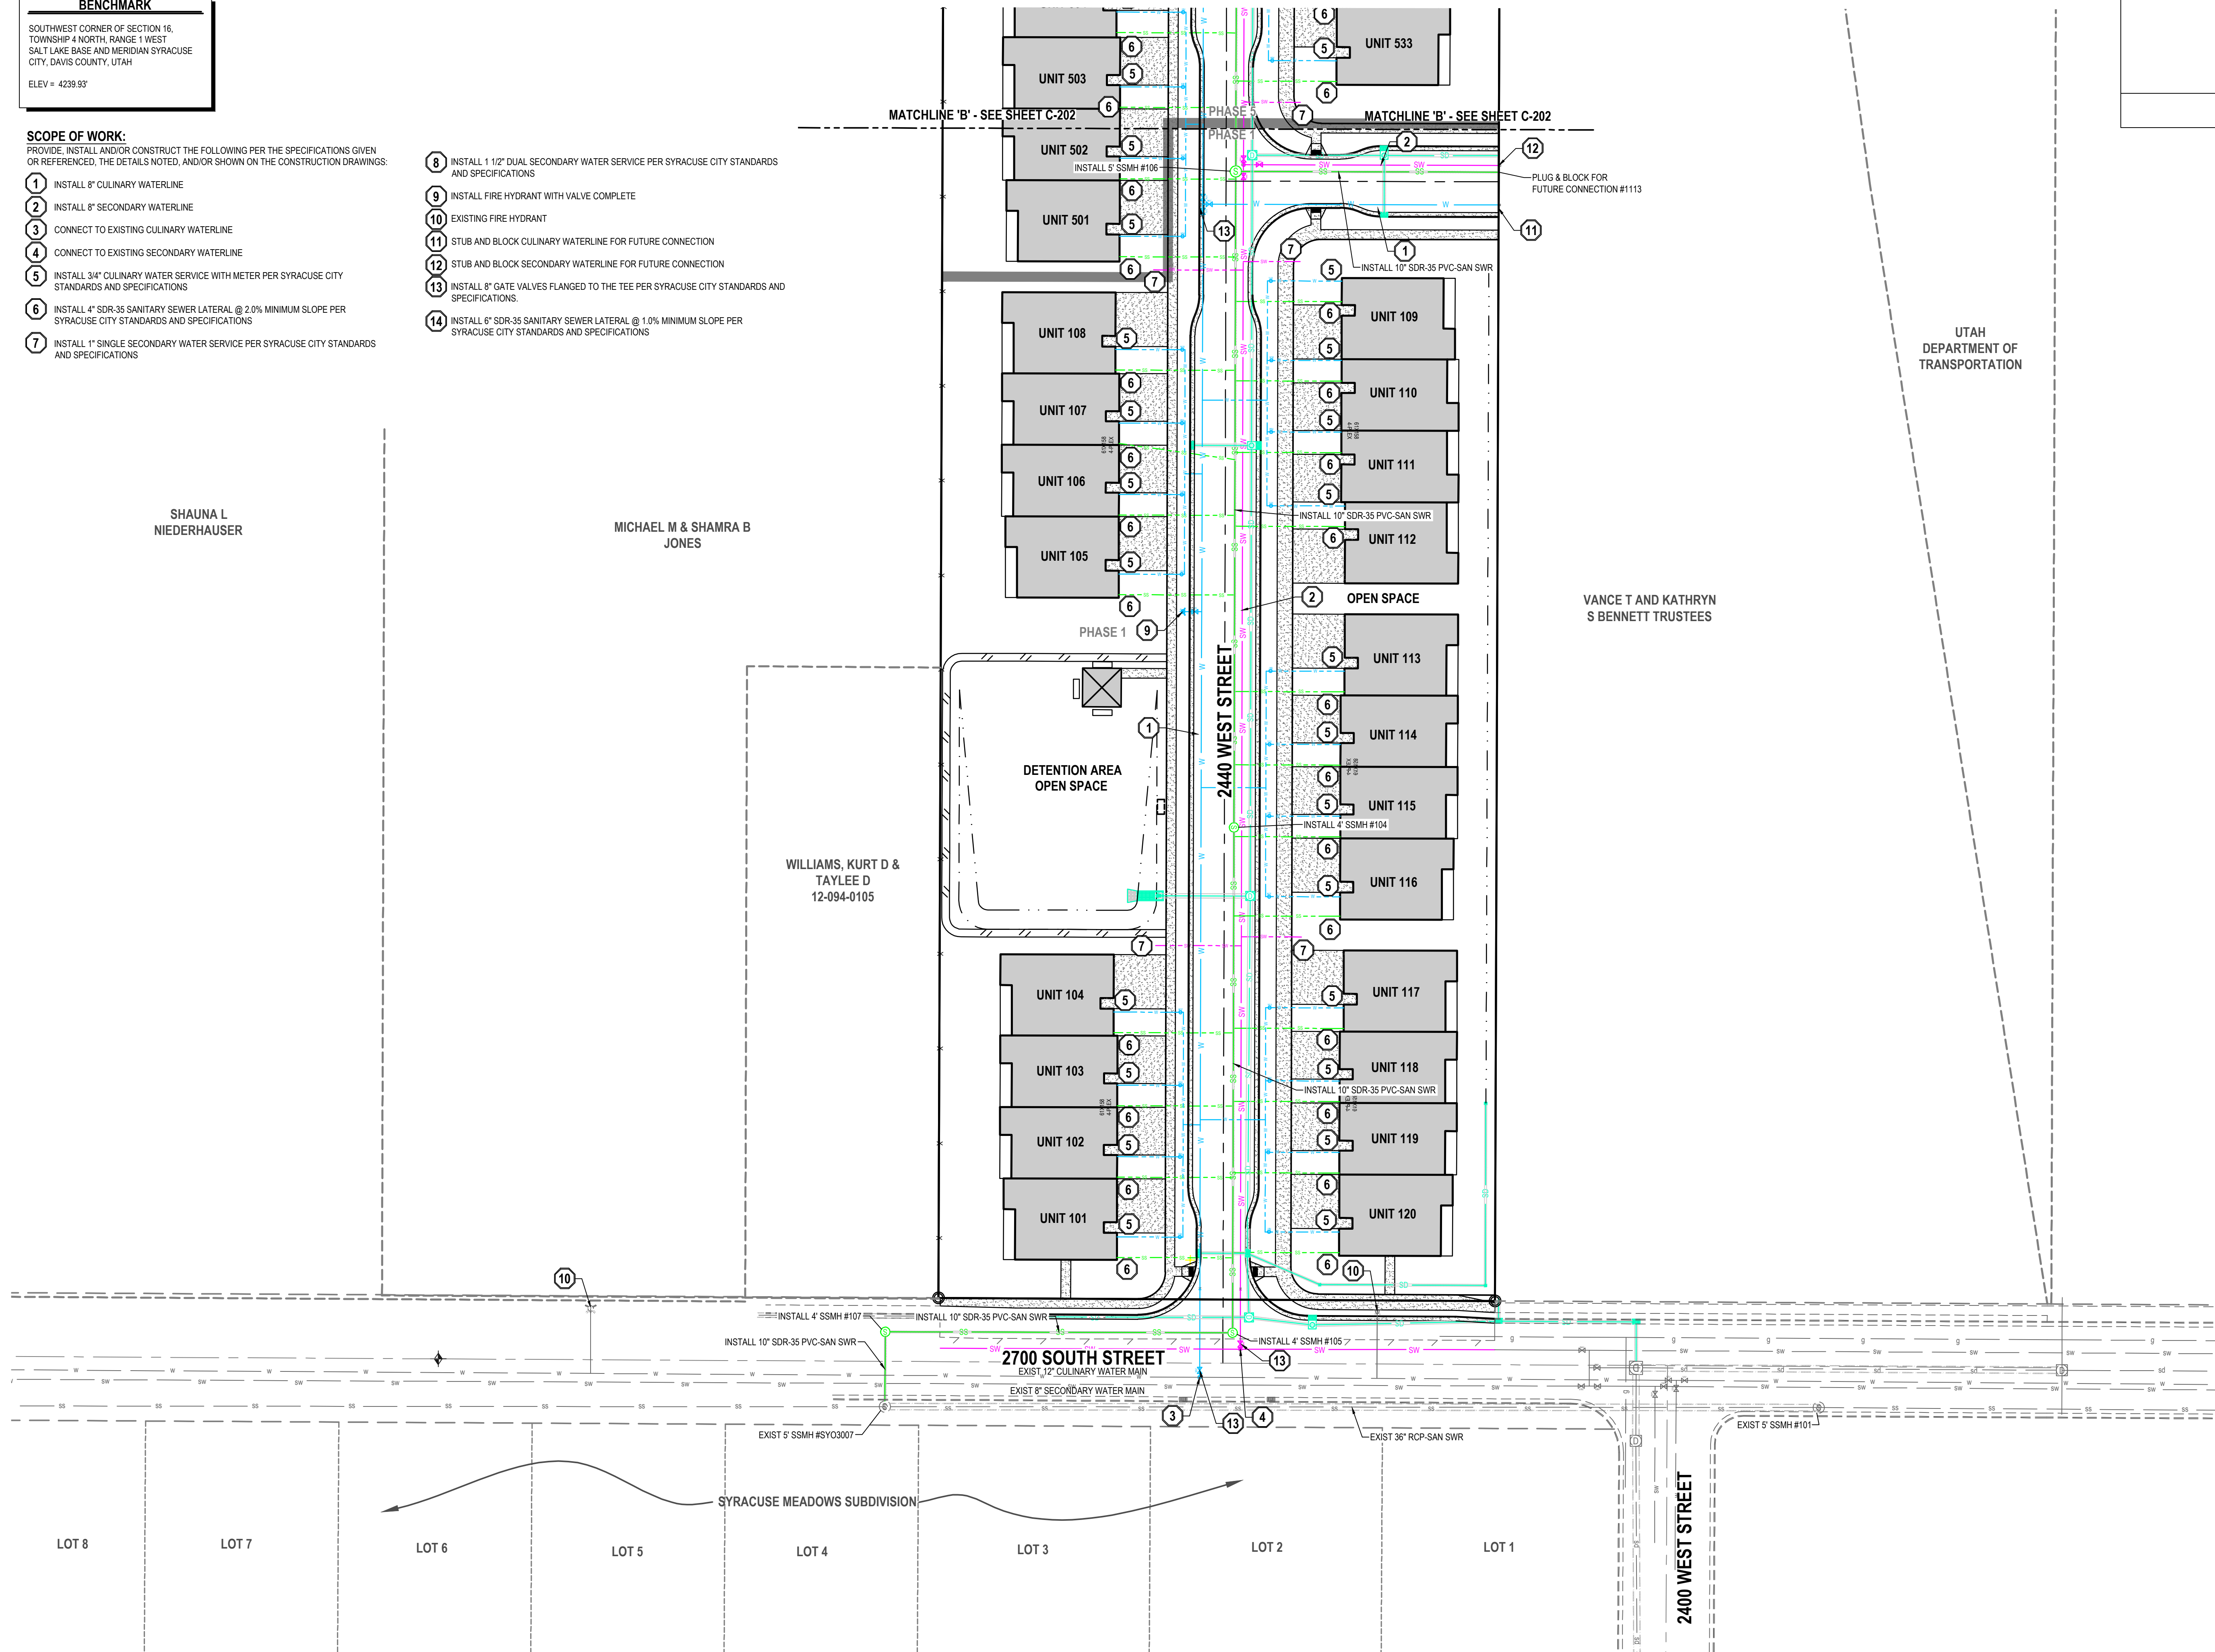 BENCHMARK
SOUTHWEST CORNER OF SECTION 16,
TOWNSHIP 4 NORTH, RANGE 1 WEST
SALT LAKE BASE AND MERIDIAN SYRACUSE
CITY, DAVIS COUNTY, UTAH
ELEV = 4239.93'
SCOPE OF WORK:
PROVIDE, INSTALL AND/OR CONSTRUCT THE FOLLOWING PER THE SPECIFICATIONS GIVEN
OR REFERENCED, THE DETAILS NOTED, AND/OR SHOWN ON THE CONSTRUCTION DRAWINGS:
1 INSTALL 8" CULINARY WATERLINE
2 INSTALL 8" SECONDARY WATERLINE
3 CONNECT TO EXISTING CULINARY WATERLINE
4 CONNECT TO EXISTING SECONDARY WATERLINE
5 INSTALL 3/4" CULINARY WATER SERVICE WITH METER PER SYRACUSE CITY
STANDARDS AND SPECIFICATIONS
6 INSTALL 4" SDR-35 SANITARY SEWER LATERAL @ 2.0% MINIMUM SLOPE PER
SYRACUSE CITY STANDARDS AND SPECIFICATIONS
7 INSTALL 1" SINGLE SECONDARY WATER SERVICE PER SYRACUSE CITY STANDARDS
AND SPECIFICATIONS
8 INSTALL 1 1/2" DUAL SECONDARY WATER SERVICE PER SYRACUSE CITY STANDARDS
AND SPECIFICATIONS
9 INSTALL FIRE HYDRANT WITH VALVE COMPLETE
10 EXISTING FIRE HYDRANT
11 STUB AND BLOCK CULINARY WATERLINE FOR FUTURE CONNECTION
12 STUB AND BLOCK SECONDARY WATERLINE FOR FUTURE CONNECTION
13 INSTALL 8" GATE VALVES FLANGED TO THE TEE PER SYRACUSE CITY STANDARDS AND
SPECIFICATIONS.
14 INSTALL 6" SDR-35 SANITARY SEWER LATERAL @ 1.0% MINIMUM SLOPE PER
SYRACUSE CITY STANDARDS AND SPECIFICATIONS
UNIT 533
UNIT 503
MATCHLINE 'B' - SEE SHEET C-202
PHASE 5
MATCHLINE 'B' - SEE SHEET C-202
PHASE 1
UNIT 502
INSTALL 5' SSMH #106
PLUG & BLOCK FOR
FUTURE CONNECTION #1113
UNIT 501
INSTALL 10" SDR-35 PVC-SAN SWR
UNIT 108
UNIT 109
UNIT 107
UNIT 110
UNIT 106
UNIT 111
INSTALL 10" SDR-35 PVC-SAN SWR
UNIT 105
UNIT 112
OPEN SPACE
PHASE 1
UNIT 113
2440 WEST STREET
UNIT 114
DETENTION AREA
OPEN SPACE
UNIT 115
INSTALL 4' SSMH #104
UNIT 116
UNIT 104
UNIT 117
UNIT 103
UNIT 118
INSTALL 10" SDR-35 PVC-SAN SWR
UNIT 102
UNIT 119
UNIT 101
UNIT 120
SHAUNA L
NIEDERHAUSER
MICHAEL M & SHAMRA B
JONES
WILLIAMS, KURT D &
TAYLEE D
12-094-0105
VANCE T AND KATHRYN
S BENNETT TRUSTEES
UTAH
DEPARTMENT OF
TRANSPORTATION
INSTALL 4' SSMH #107
INSTALL 10" SDR-35 PVC-SAN SWR
INSTALL 10" SDR-35 PVC-SAN SWR
INSTALL 4' SSMH #105
2700 SOUTH STREET
EXIST 12" CULINARY WATER MAIN
EXIST 8" SECONDARY WATER MAIN
EXIST 5' SSMH #SYO3007
EXIST 36" RCP-SAN SWR
EXIST 5' SSMH #101
SYRACUSE MEADOWS SUBDIVISION
2400 WEST STREET
LOT 8
LOT 7
LOT 6
LOT 5
LOT 4
LOT 3
LOT 2
LOT 1